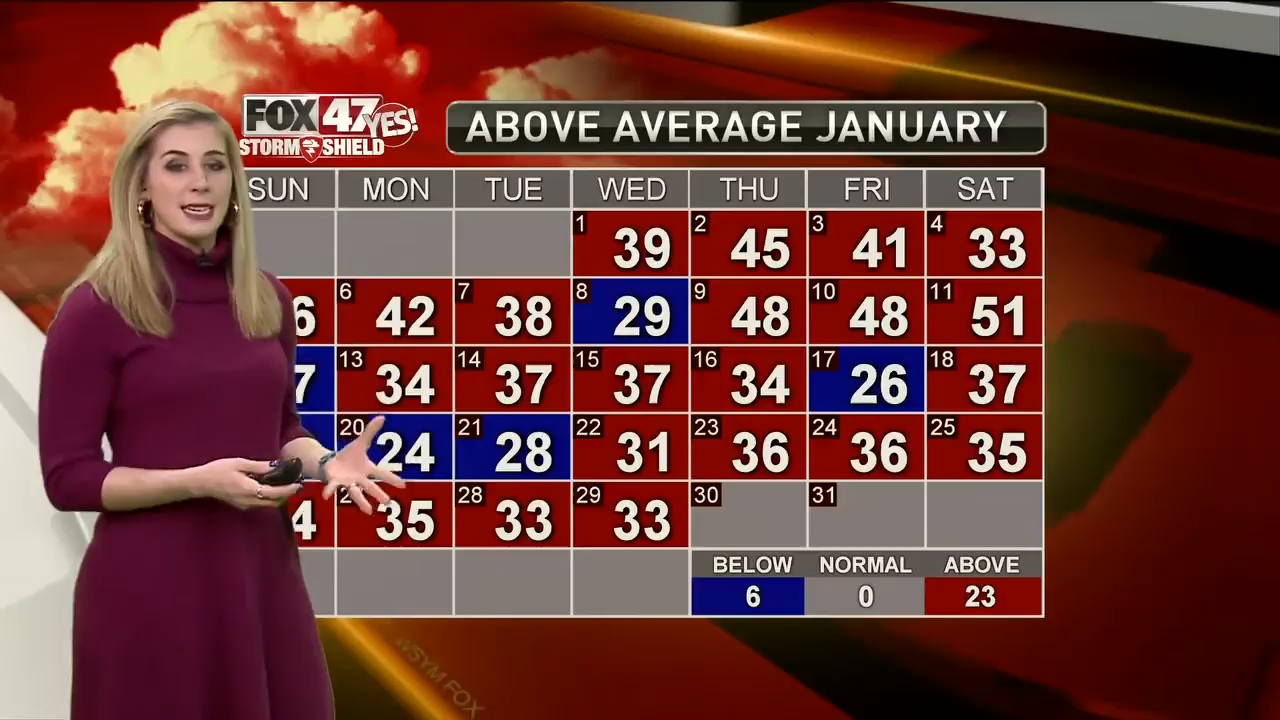 FOX 47 YES!
STORM SHIELD
ABOVE AVERAGE JANUARY
SUN MON TUE WED THU FRI SAT
1 39 2 45 3 41 4 33
6 42 7 38 8 29 9 48 10 48 11 51
13 34 14 37 15 37 16 34 17 26 18 37
20 24 21 28 22 31 23 36 24 36 25 35
35 28 33 29 33 30 31
BELOW NORMAL ABOVE
6 0 23
WSYM FOX